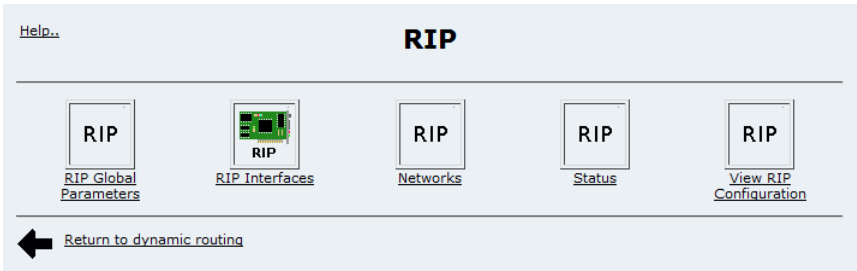 Help..
RIP
RIP
RIP
RIP
RIP
RIP
RIP Global
Parameters
RIP Interfaces
Networks
Status
View RIP
Configuration
Return to dynamic routing